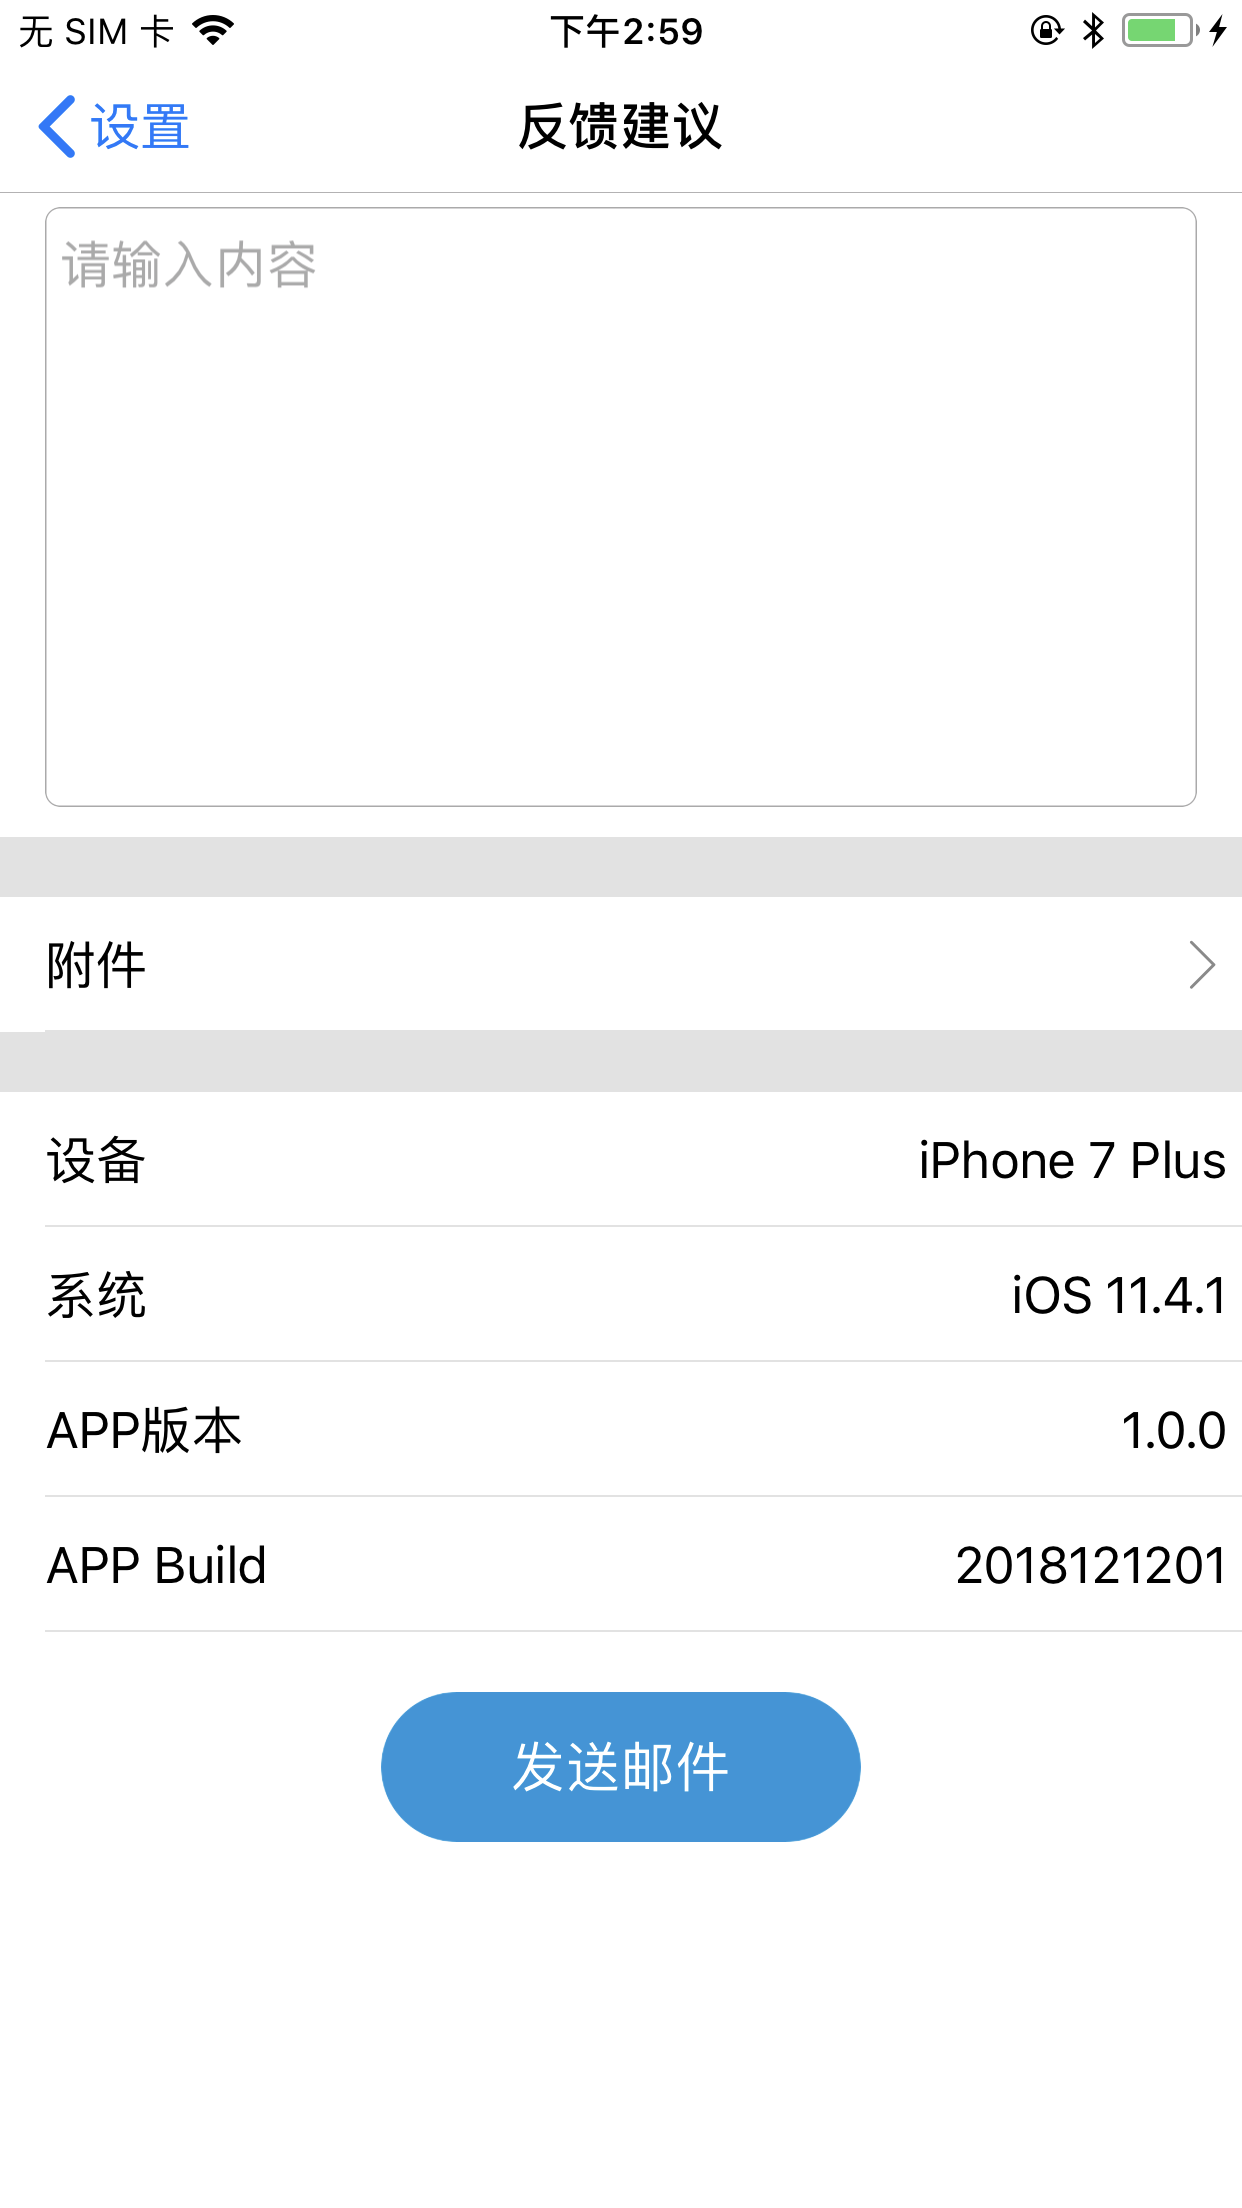 无 SIM 卡 下午2:59
设置 反馈建议
请输入内容
附件
设备 iPhone 7 Plus
系统 iOS 11.4.1
APP版本 1.0.0
APP Build 2018121201
发送邮件